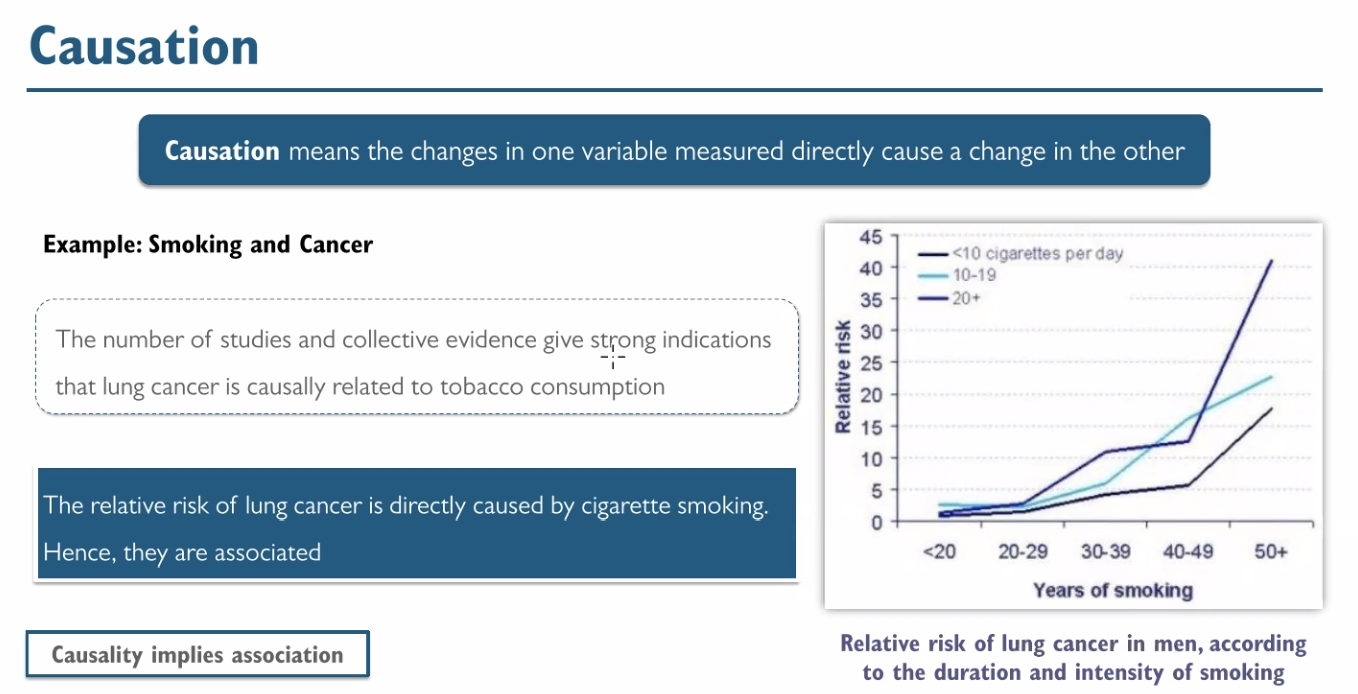 Causation
Causation means the changes in one variable measured directly cause a change in the other
Example: Smoking and Cancer
The number of studies and collective evidence give strong indications
that lung cancer is causally related to tobacco consumption
The relative risk of lung cancer is directly caused by cigarette smoking.
Hence, they are associated
Causality implies association
45
40
35
30
25
20
15
10
5
0
Relative risk
<10 cigarettes per day
10-19
20+
<20 20-29 30-39 40-49 50+
Years of smoking
Relative risk of lung cancer in men, according
to the duration and intensity of smoking